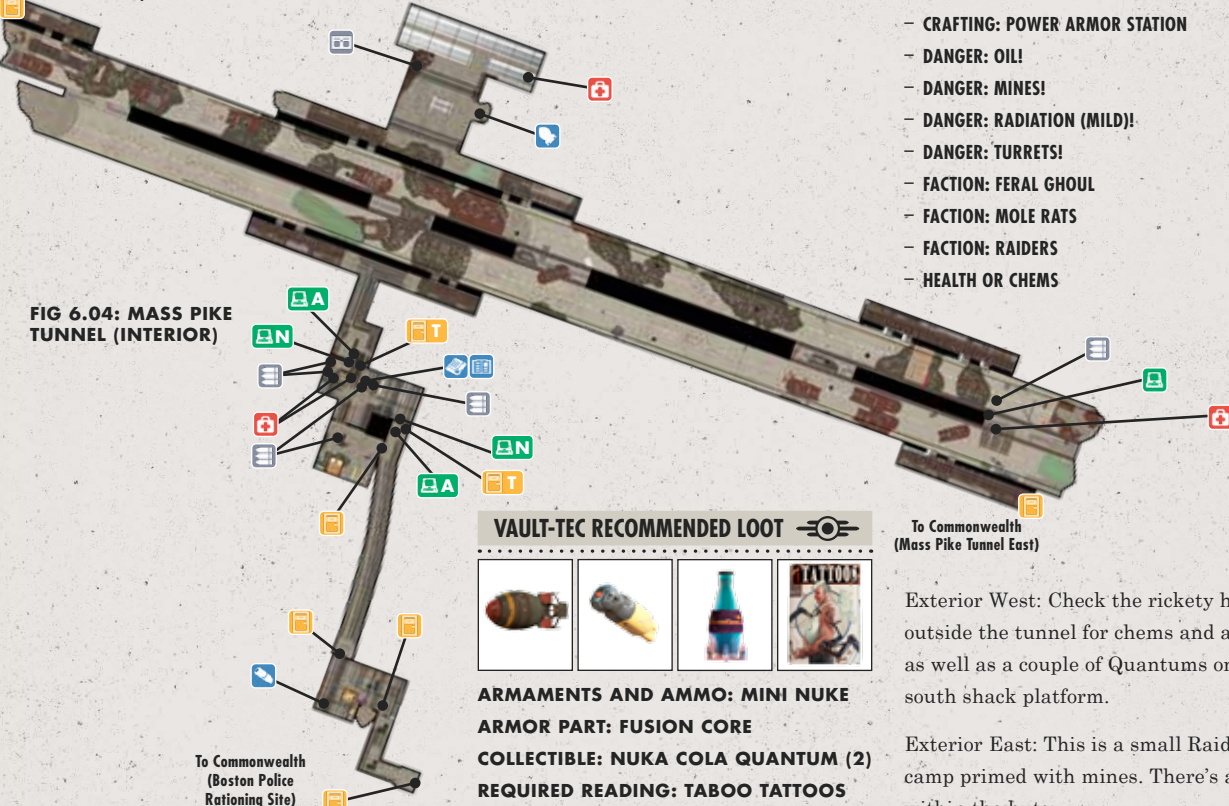 – CRAFTING: POWER ARMOR STATION
– DANGER: OIL!
– DANGER: MINES!
– DANGER: RADIATION (MILD)!
– DANGER: TURRETS!
– FACTION: FERAL GHOUL
– FACTION: MOLE RATS
– FACTION: RAIDERS
– HEALTH OR CHEMS
FIG 6.04: MASS PIKE
TUNNEL (INTERIOR)
A
N
T
N
A
T
To Commonwealth
(Mass Pike Tunnel East)
VAULT-TEC RECOMMENDED LOOT
TATTOOS
ARMAMENTS AND AMMO: MINI NUKE
ARMOR PART: FUSION CORE
COLLECTIBLE: NUKA COLA QUANTUM (2)
REQUIRED READING: TABOO TATTOOS
To Commonwealth
(Boston Police
Rationing Site)
Exterior West: Check the rickety
outside the tunnel for chems and
as well as a couple of Quantums
south shack platform.
Exterior East: This is a small
camp primed with mines. There's